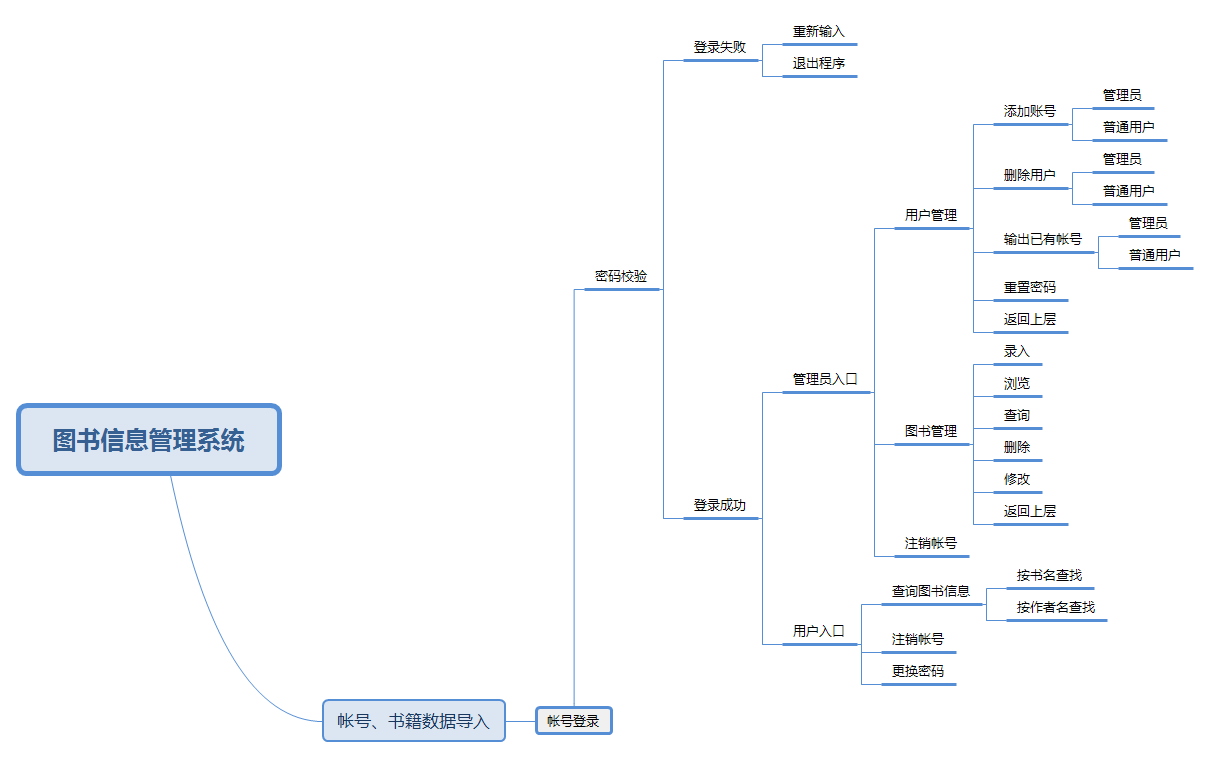 图书信息管理系统
帐号、书籍数据导入
帐号登录
密码校验
登录失败
重新输入
退出程序
登录成功
管理员入口
用户管理
添加账号
管理员
普通用户
删除用户
管理员
普通用户
输出已有帐号
管理员
普通用户
重置密码
返回上层
图书管理
录入
浏览
查询
删除
修改
返回上层
注销帐号
用户入口
查询图书信息
按书名查找
按作者名查找
注销帐号
更换密码